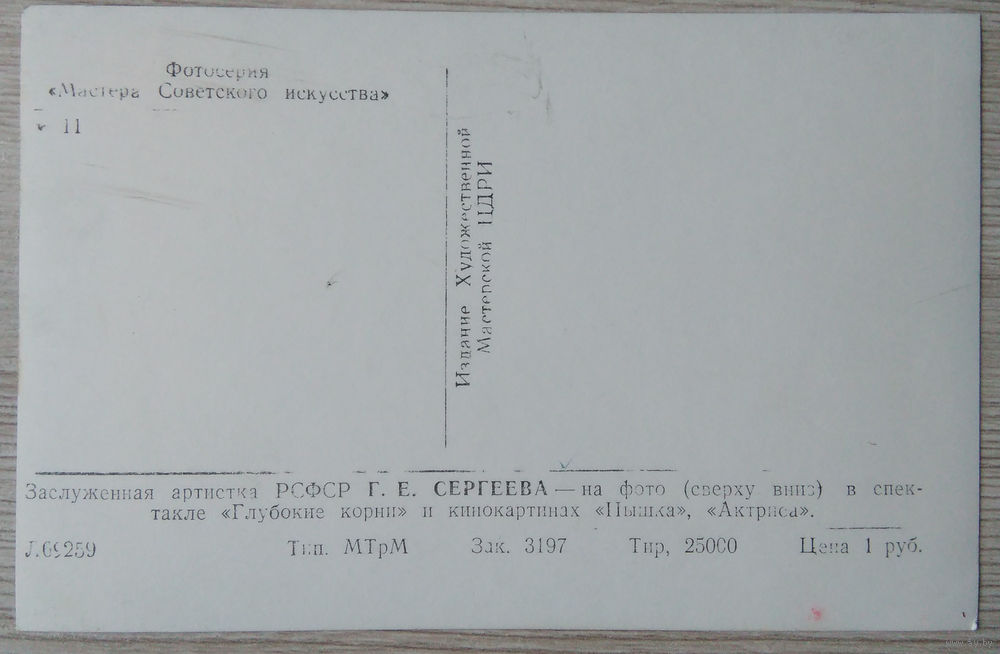 Фотосерия
«Мастера Советского искусства»
11
Издание Художественной
Мастерской ЦДРИ
Заслуженная артистка РСФСР Г. Е. СЕРГЕЕВА — на фото (сверху вниз) в спек-
такле «Глубокие корни» и кинокартинах «Пышка», «Актриса».
Л.69259 Тип. МТрМ Зак. 3197 Тир, 25000 Цена 1 руб.